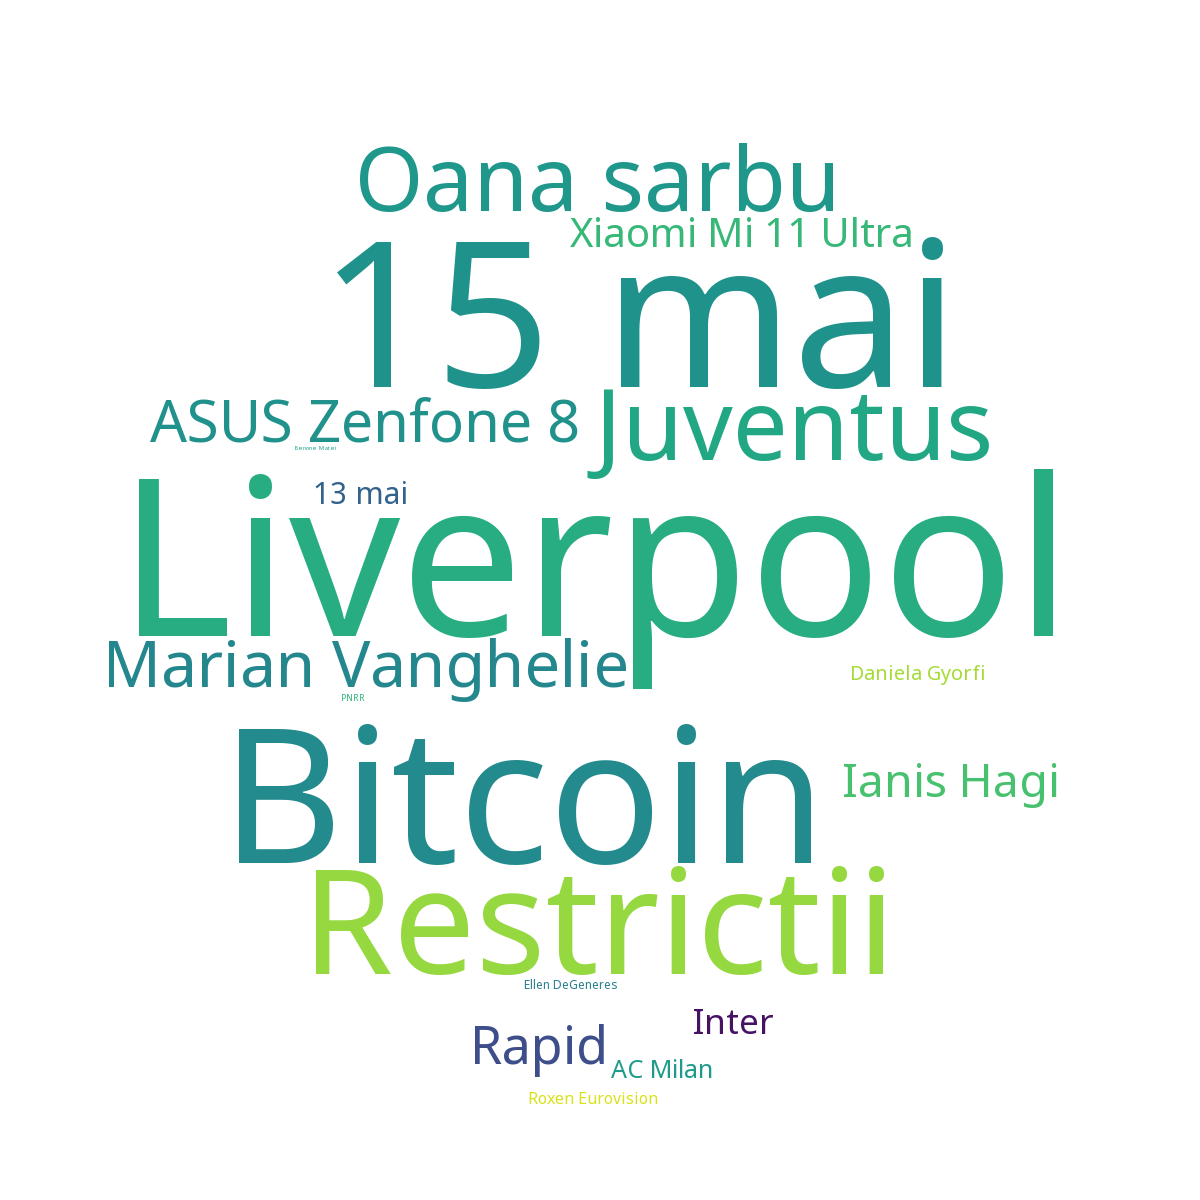 Oana sarbu
Xiaomi Mi 11 Ultra
15 mai
ASUS Zenfone 8
Juventus
Benone Matei
Liverpool
13 mai
Marian Vanghelie
Daniela Gyorfi
PNRR
Bitcoin
Ianis Hagi
Restrictii
Ellen DeGeneres
Inter
Rapid
AC Milan
Roxen Eurovision